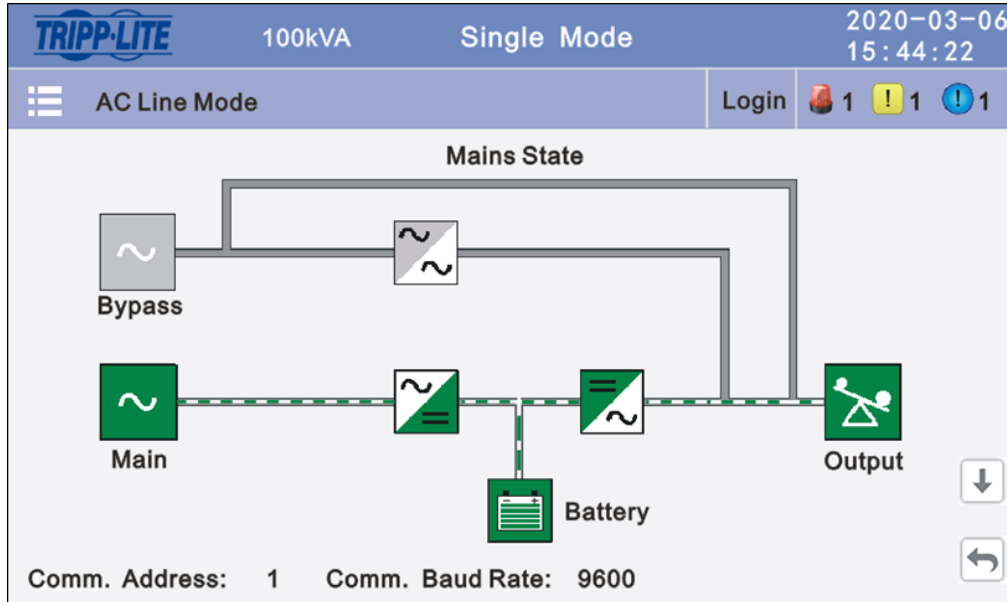 TRIPP·LITE 100kVA Single Mode 2020-03-06
15:44:22
AC Line Mode Login 1 ! 1 ! 1
Mains State
Bypass
Main
Output
Battery
Comm. Address: 1 Comm. Baud Rate: 9600